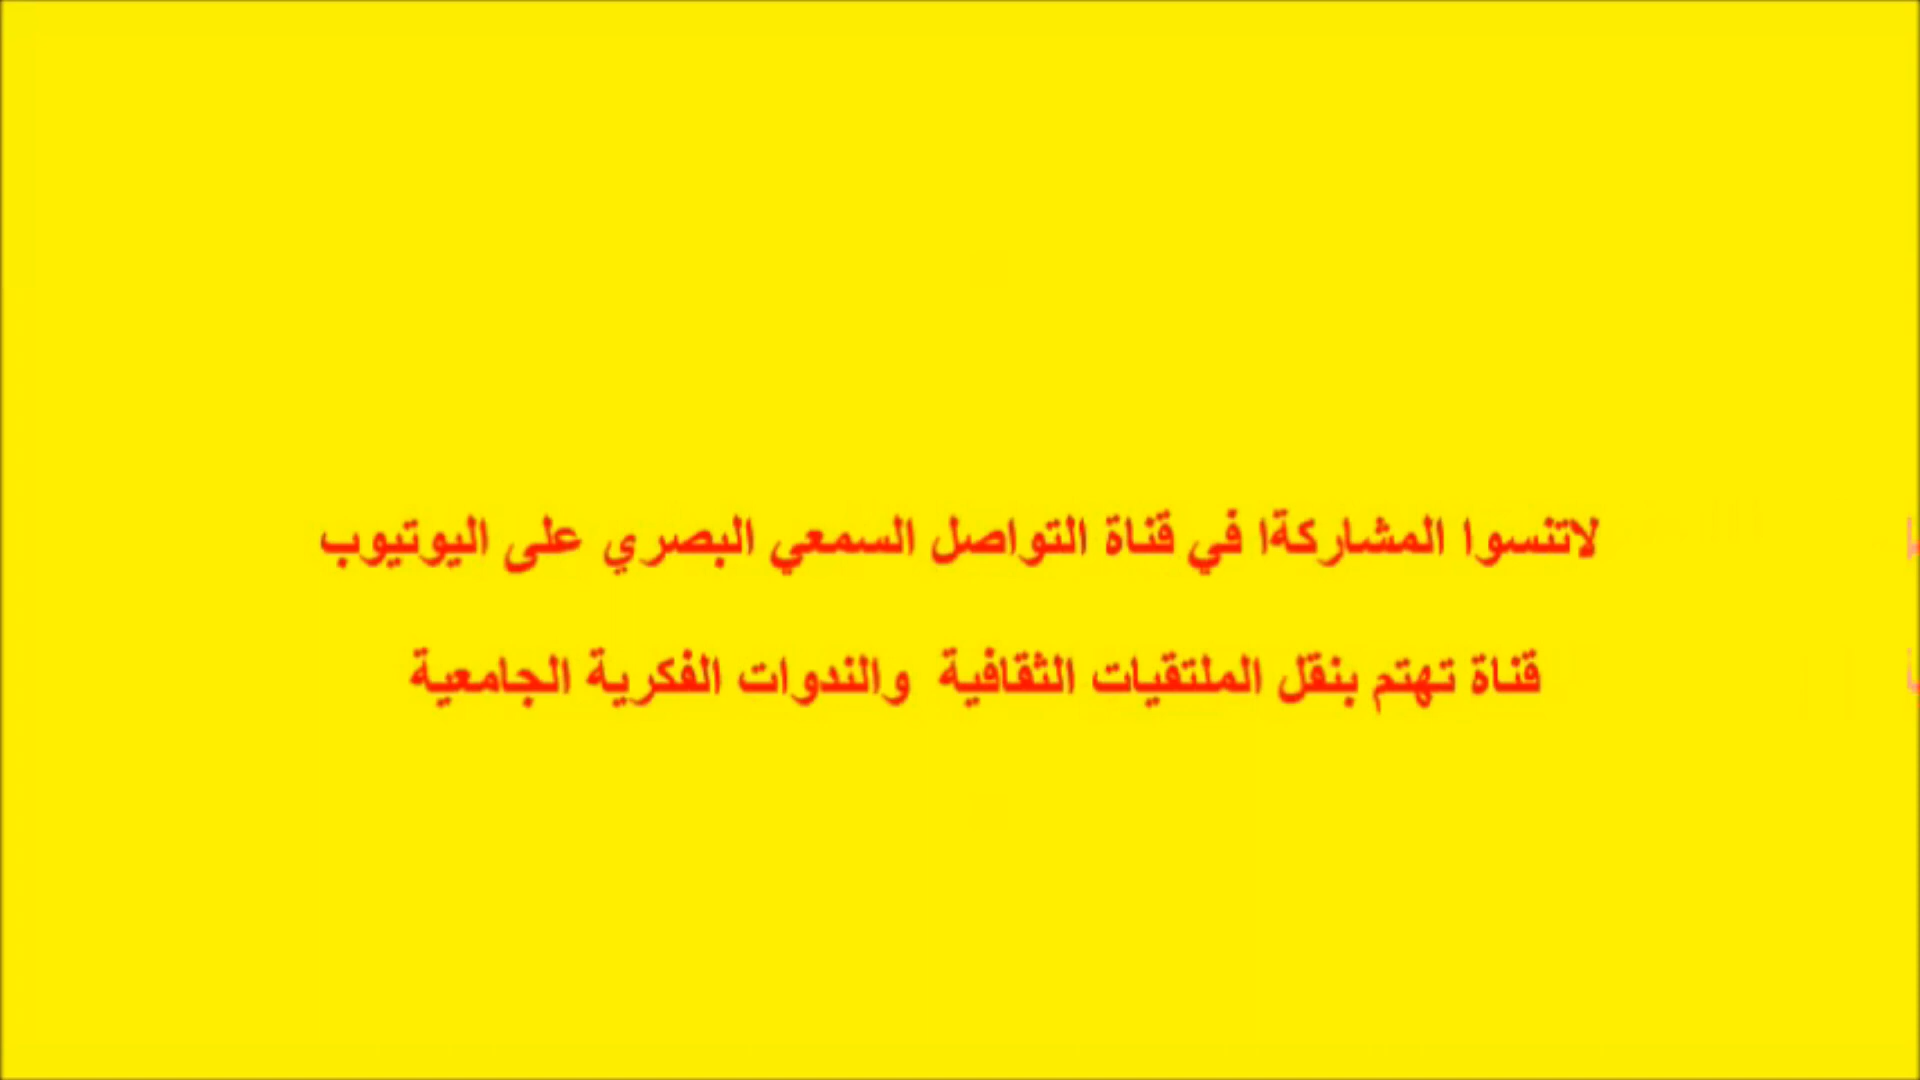 لاتنسوا المشاركةا في قناة التواصل السمعي البصري على اليوتيوب
قناة تهتم بنقل الملتقيات الثقافية والندوات الفكرية الجامعية